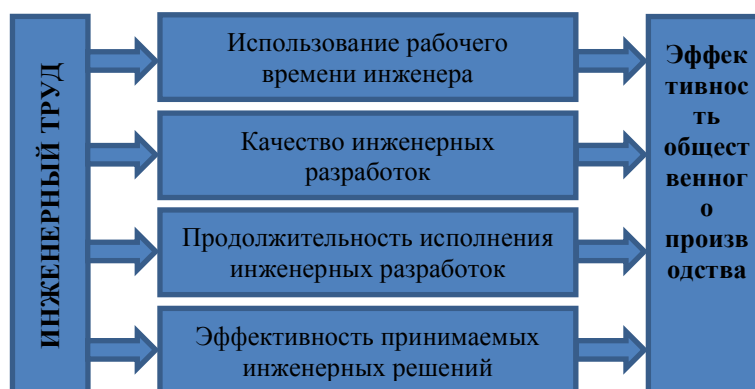 ИНЖЕНЕРНЫЙ ТРУД
Использование рабочего
времени инженера
Качество инженерных
разработок
Продолжительность исполнения
инженерных разработок
Эффективность принимаемых
инженерных решений
Эффек
тивнос
ть
общест
венног
о
произв
одства